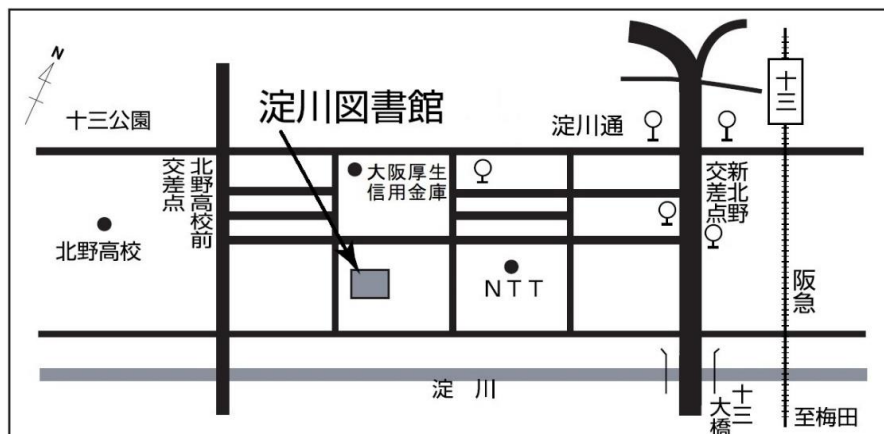 N
十三
淀川図書館
十三公園
淀川通
北野高校前
交差点
大阪厚生
信用金庫
新北野
交差点
北野高校
NTT
阪急
淀 川
十三
大橋
至梅田